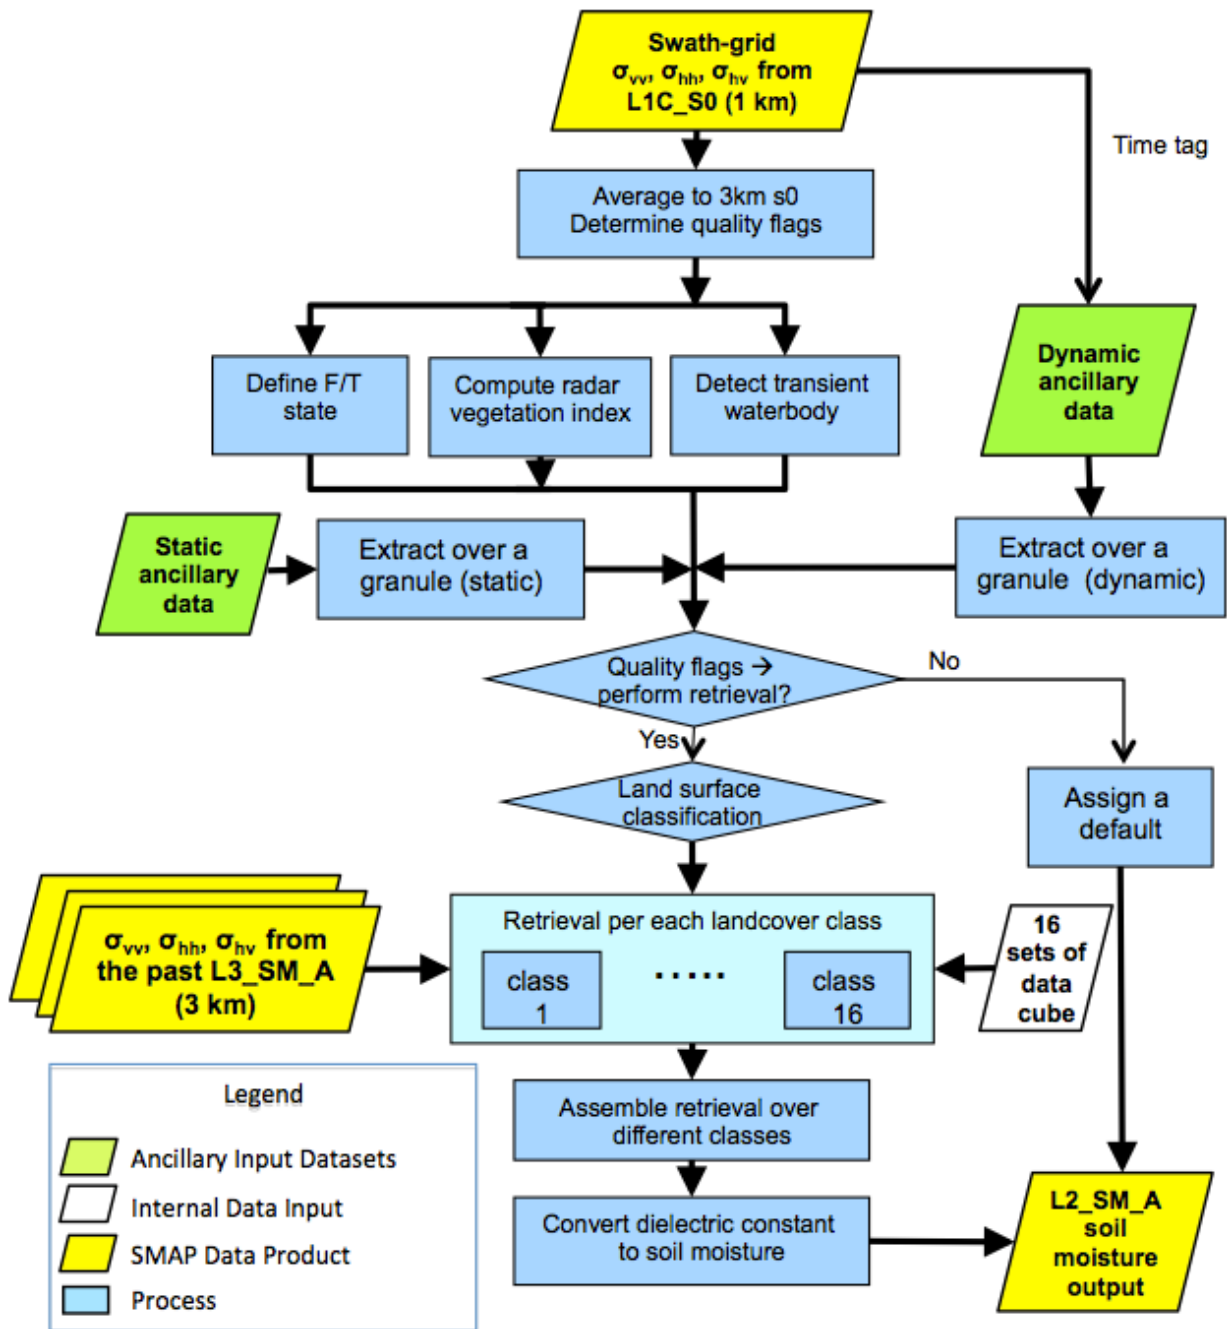 Swath-grid
σvv, σhh, σhv from
L1C_S0 (1 km)
Time tag
Average to 3km s0
Determine quality flags
Define F/T
state
Compute radar
vegetation index
Detect transient
waterbody
Dynamic
ancillary
data
Static
ancillary
data
Extract over a
granule (static)
Extract over a
granule (dynamic)
Quality flags →
perform retrieval?
No
Yes
Land surface
classification
Assign a
default
Retrieval per each landcover class
class
1
.....
class
16
σvv, σhh, σhv from
the past L3_SM_A
(3 km)
16
sets of
data
cube
Assemble retrieval over
different classes
Convert dielectric constant
to soil moisture
L2_SM_A
soil
moisture
output
Legend
Ancillary Input Datasets
Internal Data Input
SMAP Data Product
Process